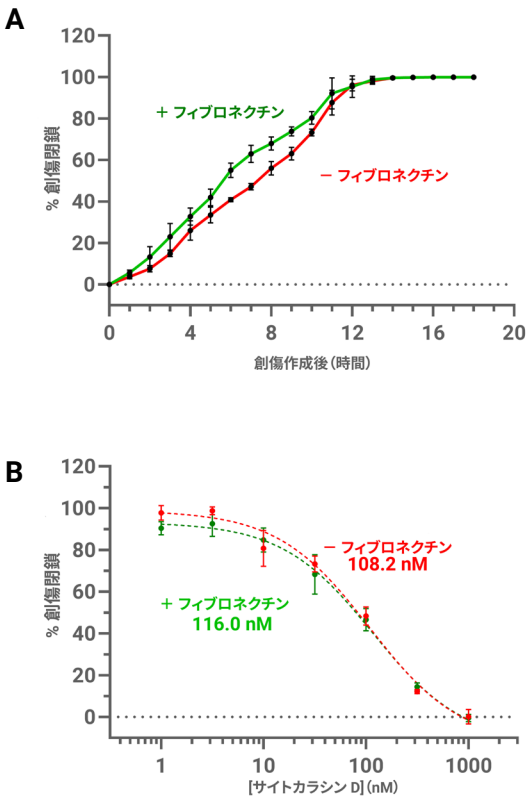 A
120
100
80
60
40
20
0
% 創傷閉鎖
+ フィブロネクチン
− フィブロネクチン
0 4 8 12 16 20
創傷作成後（時間）
B
120
100
80
60
40
20
0
% 創傷閉鎖
− フィブロネクチン
108.2 nM
+ フィブロネクチン
116.0 nM
1 10 100 1000
[サイトカラシン D]（nM）